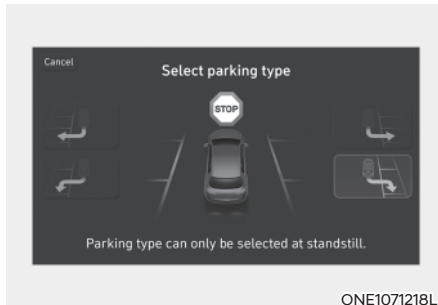 Cancel
Select parking type
STOP
Parking type can only be selected at standstill.
ONE1071218L